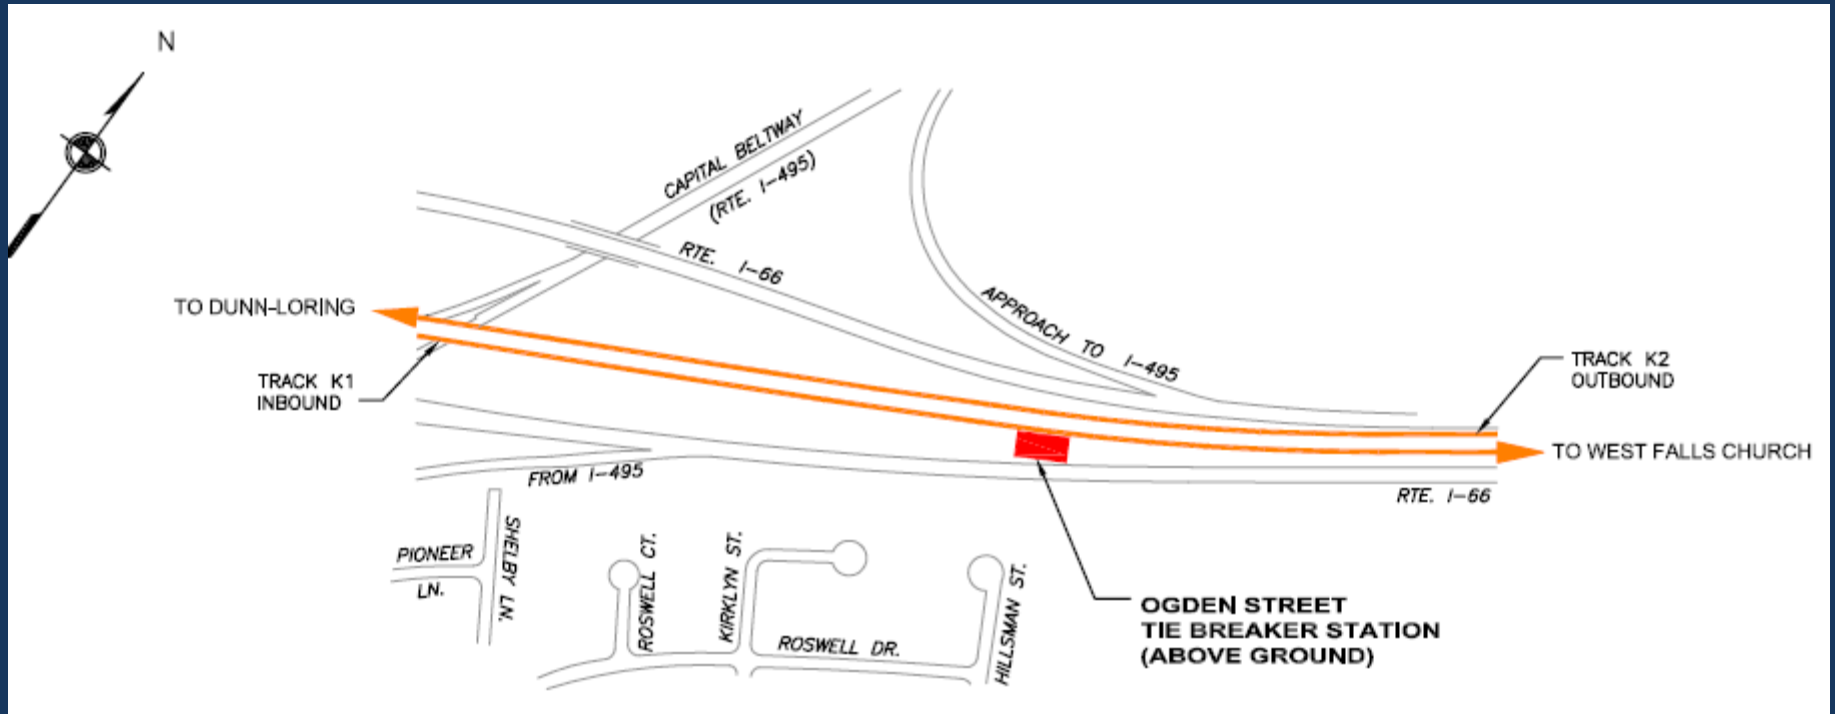 N
CAPITAL BELTWAY
(RTE. I-495)
RTE. I-66
TO DUNN-LORING
APPROACH TO I-495
TRACK K1
INBOUND
TRACK K2
OUTBOUND
TO WEST FALLS CHURCH
FROM I-495
RTE. I-66
PIONEER
LN.
SHELBY LN.
ROSWELL CT.
KIRKLYN ST.
ROSWELL DR.
HILLSMAN ST.
OGDEN STREET
TIE BREAKER STATION
(ABOVE GROUND)